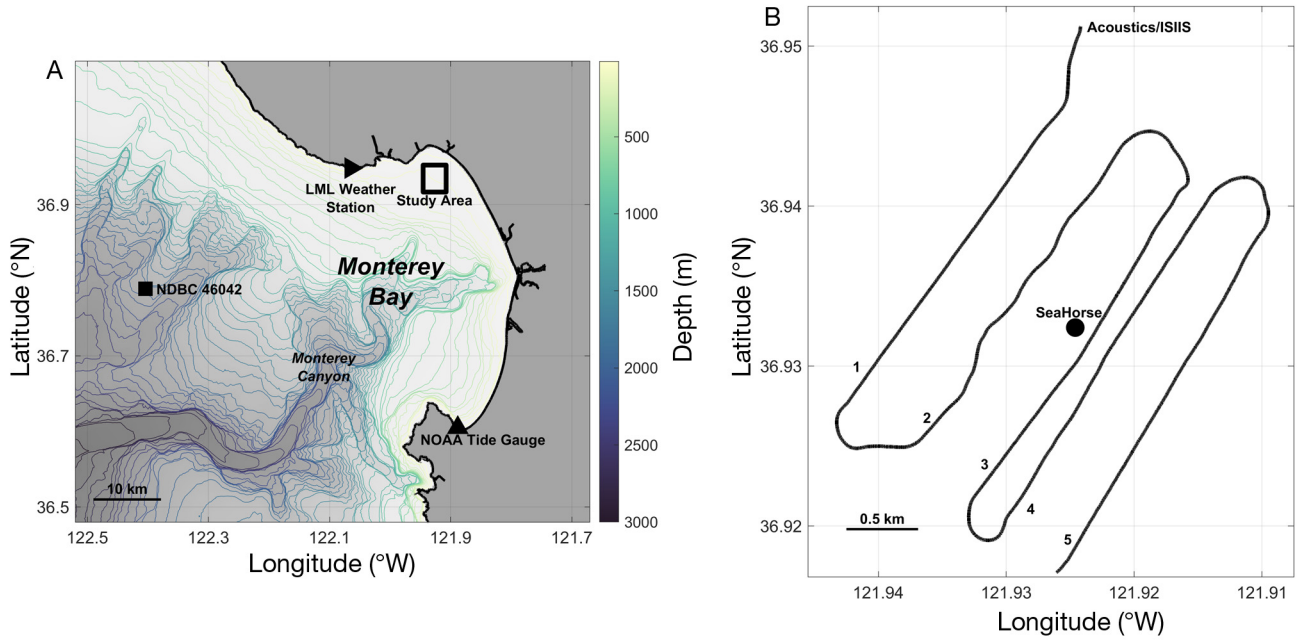 A
36.9
36.7
36.5
Latitude (°N)
122.5
122.3
122.1
121.9
121.7
Longitude (°W)
LML Weather
Station
Study Area
Monterey
Bay
NDBC 46042
Monterey
Canyon
NOAA Tide Gauge
10 km
500
1000
1500
2000
2500
3000
Depth (m)
B
36.95
36.94
36.93
36.92
Latitude (°N)
121.94
121.93
121.92
121.91
Longitude (°W)
Acoustics/ISIIS
SeaHorse
1
2
3
4
5
0.5 km